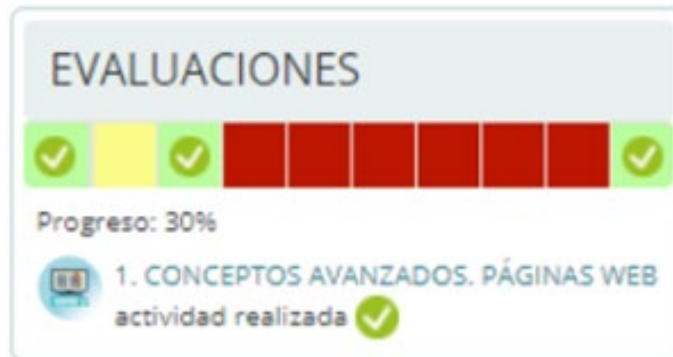 EVALUACIONES
Progreso: 30%
1. CONCEPTOS AVANZADOS. PÁGINAS WEB
actividad realizada